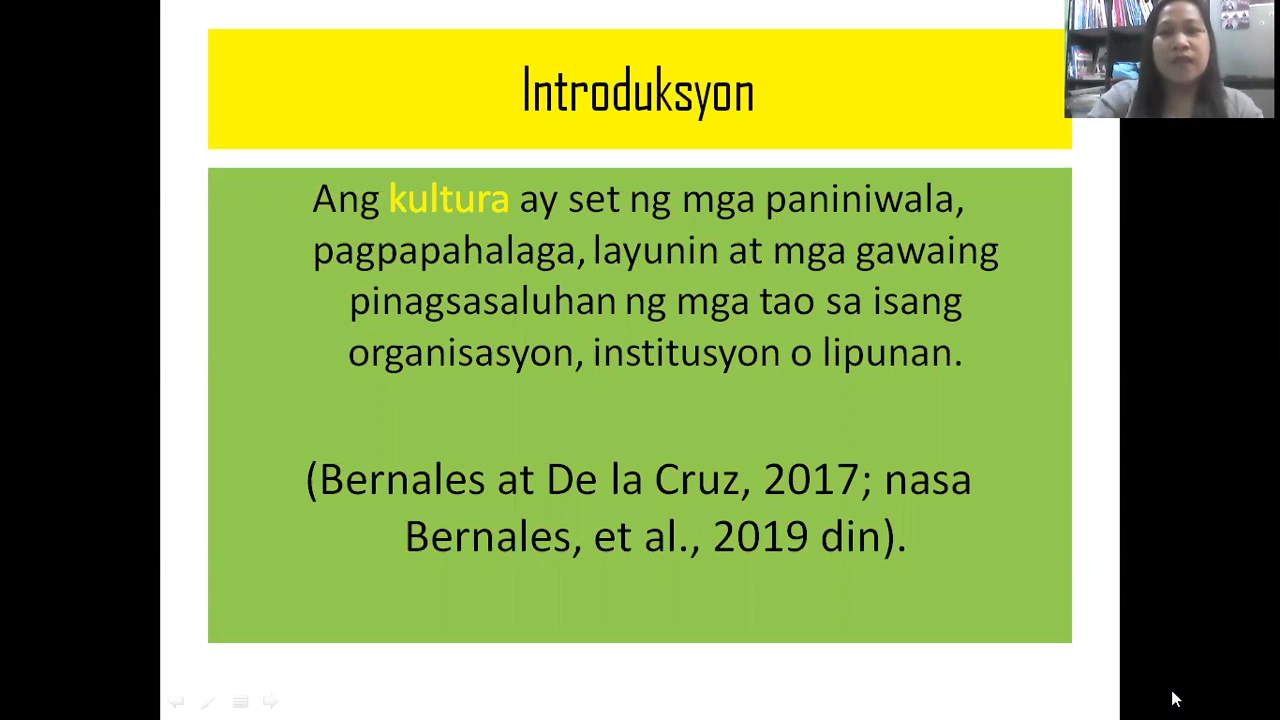 Introduksyon
Ang kultura ay set ng mga paniniwala,
pagpapahalaga, layunin at mga gawaing
pinagsasaluhan ng mga tao sa isang
organisasyon, institusyon o lipunan.
(Bernales at De la Cruz, 2017; nasa
Bernales, et al., 2019 din).